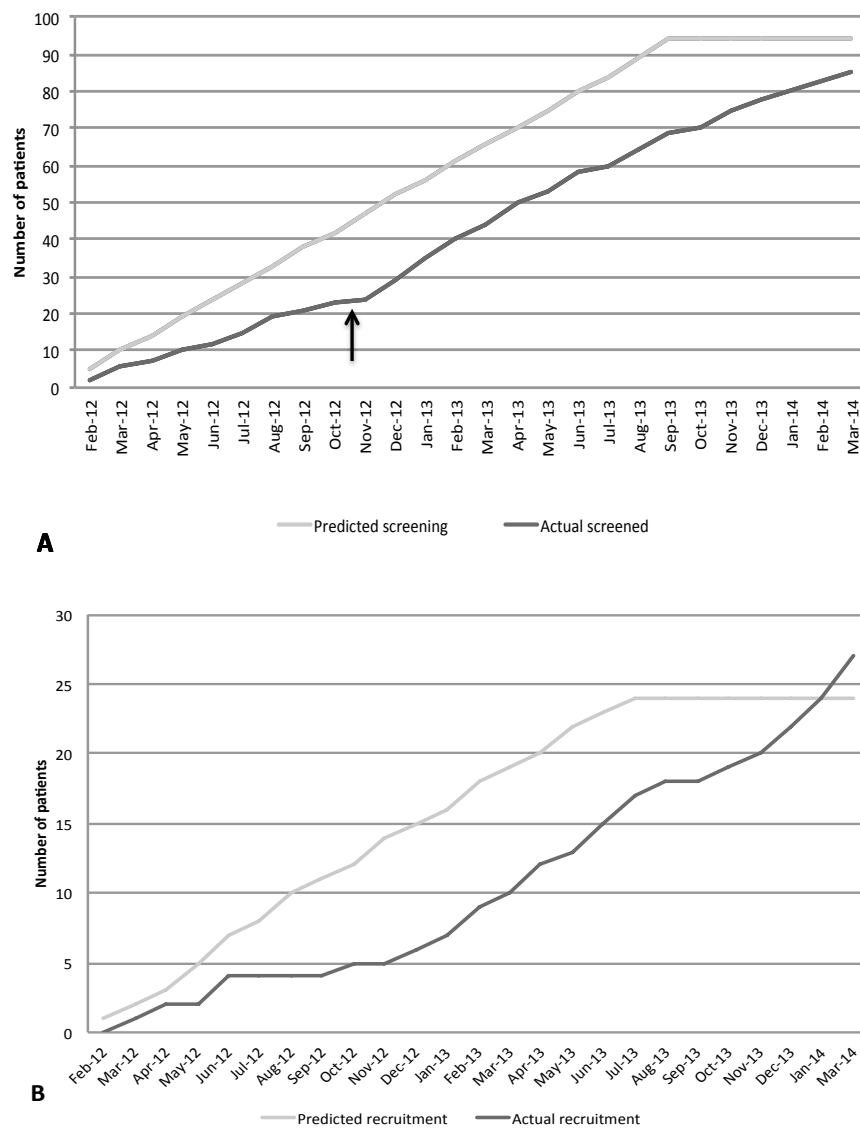 100
90
80
70
60
50
40
30
20
10
0
Number of patients
Feb-12
Mar-12
Apr-12
May-12
Jun-12
Jul-12
Aug-12
Sep-12
Oct-12
Nov-12
Dec-12
Jan-13
Feb-13
Mar-13
Apr-13
May-13
Jun-13
Jul-13
Aug-13
Sep-13
Oct-13
Nov-13
Dec-13
Jan-14
Feb-14
Mar-14
Predicted screening
Actual screened
A
30
25
20
15
10
5
0
Number of patients
Feb-12
Mar-12
Apr-12
May-12
Jun-12
Jul-12
Aug-12
Sep-12
Oct-12
Nov-12
Dec-12
Jan-13
Feb-13
Mar-13
Apr-13
May-13
Jun-13
Jul-13
Aug-13
Sep-13
Oct-13
Nov-13
Dec-13
Jan-14
Mar-14
B
Predicted recruitment
Actual recruitment